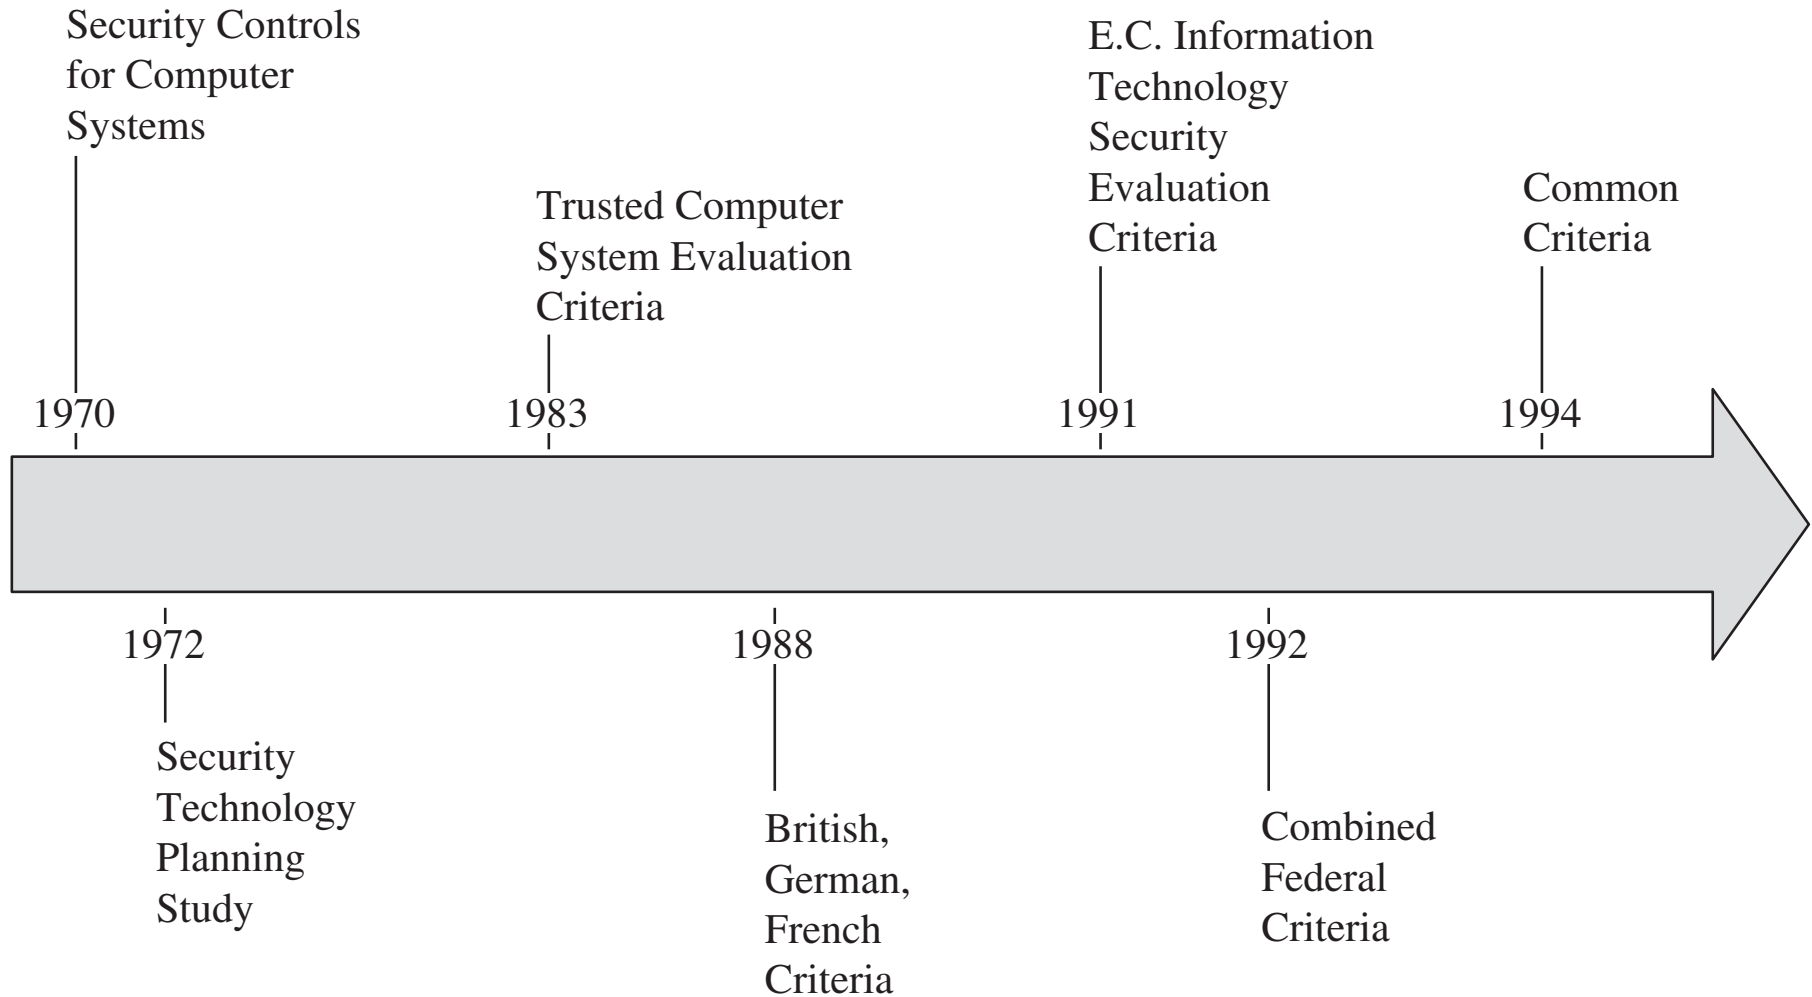 Security Controls
for Computer
Systems
E.C. Information
Technology
Security
Evaluation
Criteria
Trusted Computer
System Evaluation
Criteria
Common
Criteria
1970
1983
1991
1994
1972
1988
1992
Security
Technology
Planning
Study
British,
German,
French
Criteria
Combined
Federal
Criteria